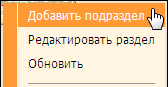 Добавить подраздел
Редактировать раздел
Обновить